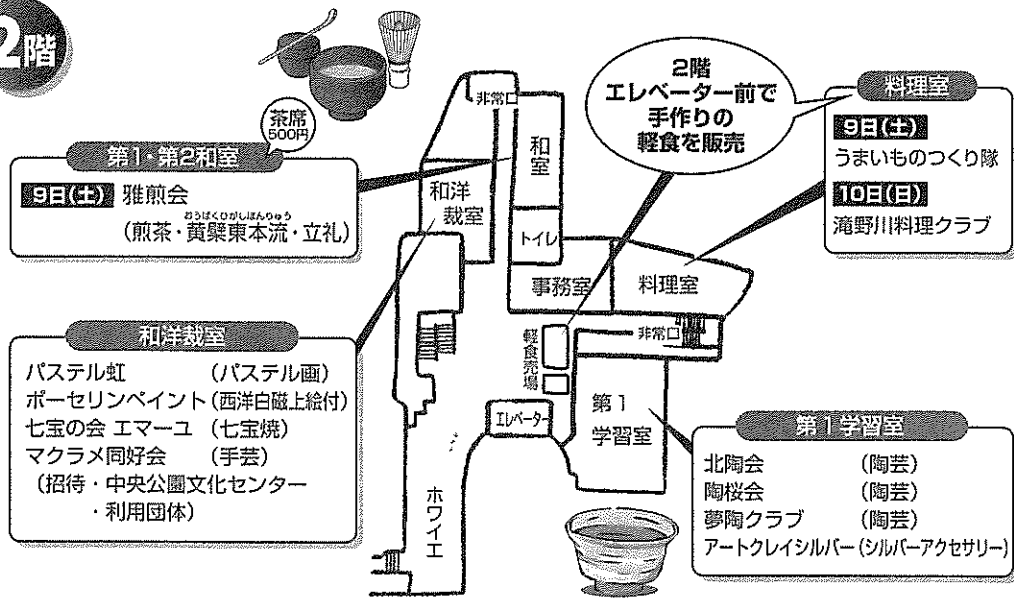 2階
茶席
500円
第1・第2和室
9日(土) 雅煎会
おうばくひがしほんりゅう
(煎茶・黄檗東本流・立礼)
和洋裁室
パステル虹 (パステル画)
ポーセリンペイント (西洋白磁上絵付)
七宝の会 エマーユ (七宝焼)
マクラメ同好会 (手芸)
(招待・中央公園文化センター
・利用団体)
非常口
和室
和洋
裁室
トイレ
事務室
料理室
非常口
軽食売場
エレベーター
第1
学習室
ホワイエ
2階
エレベーター前で
手作りの
軽食を販売
料理室
9日(土)
うまいものつくり隊
10日(日)
滝野川料理クラブ
第1学習室
北陶会 (陶芸)
陶桜会 (陶芸)
夢陶クラブ (陶芸)
アートクレイシルバー (シルバーアクセサリー)